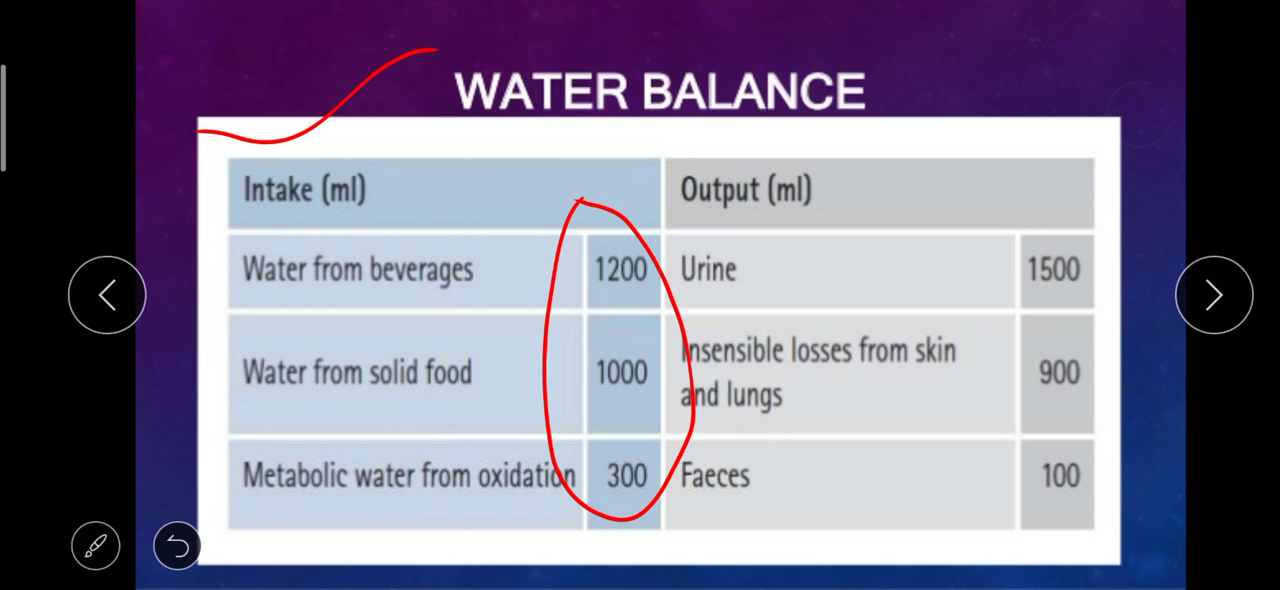 WATER BALANCE
Intake (ml)
Output (ml)
Water from beverages
1200
Urine
1500
Water from solid food
1000
Insensible losses from skin
and lungs
900
Metabolic water from oxidation
300
Faeces
100